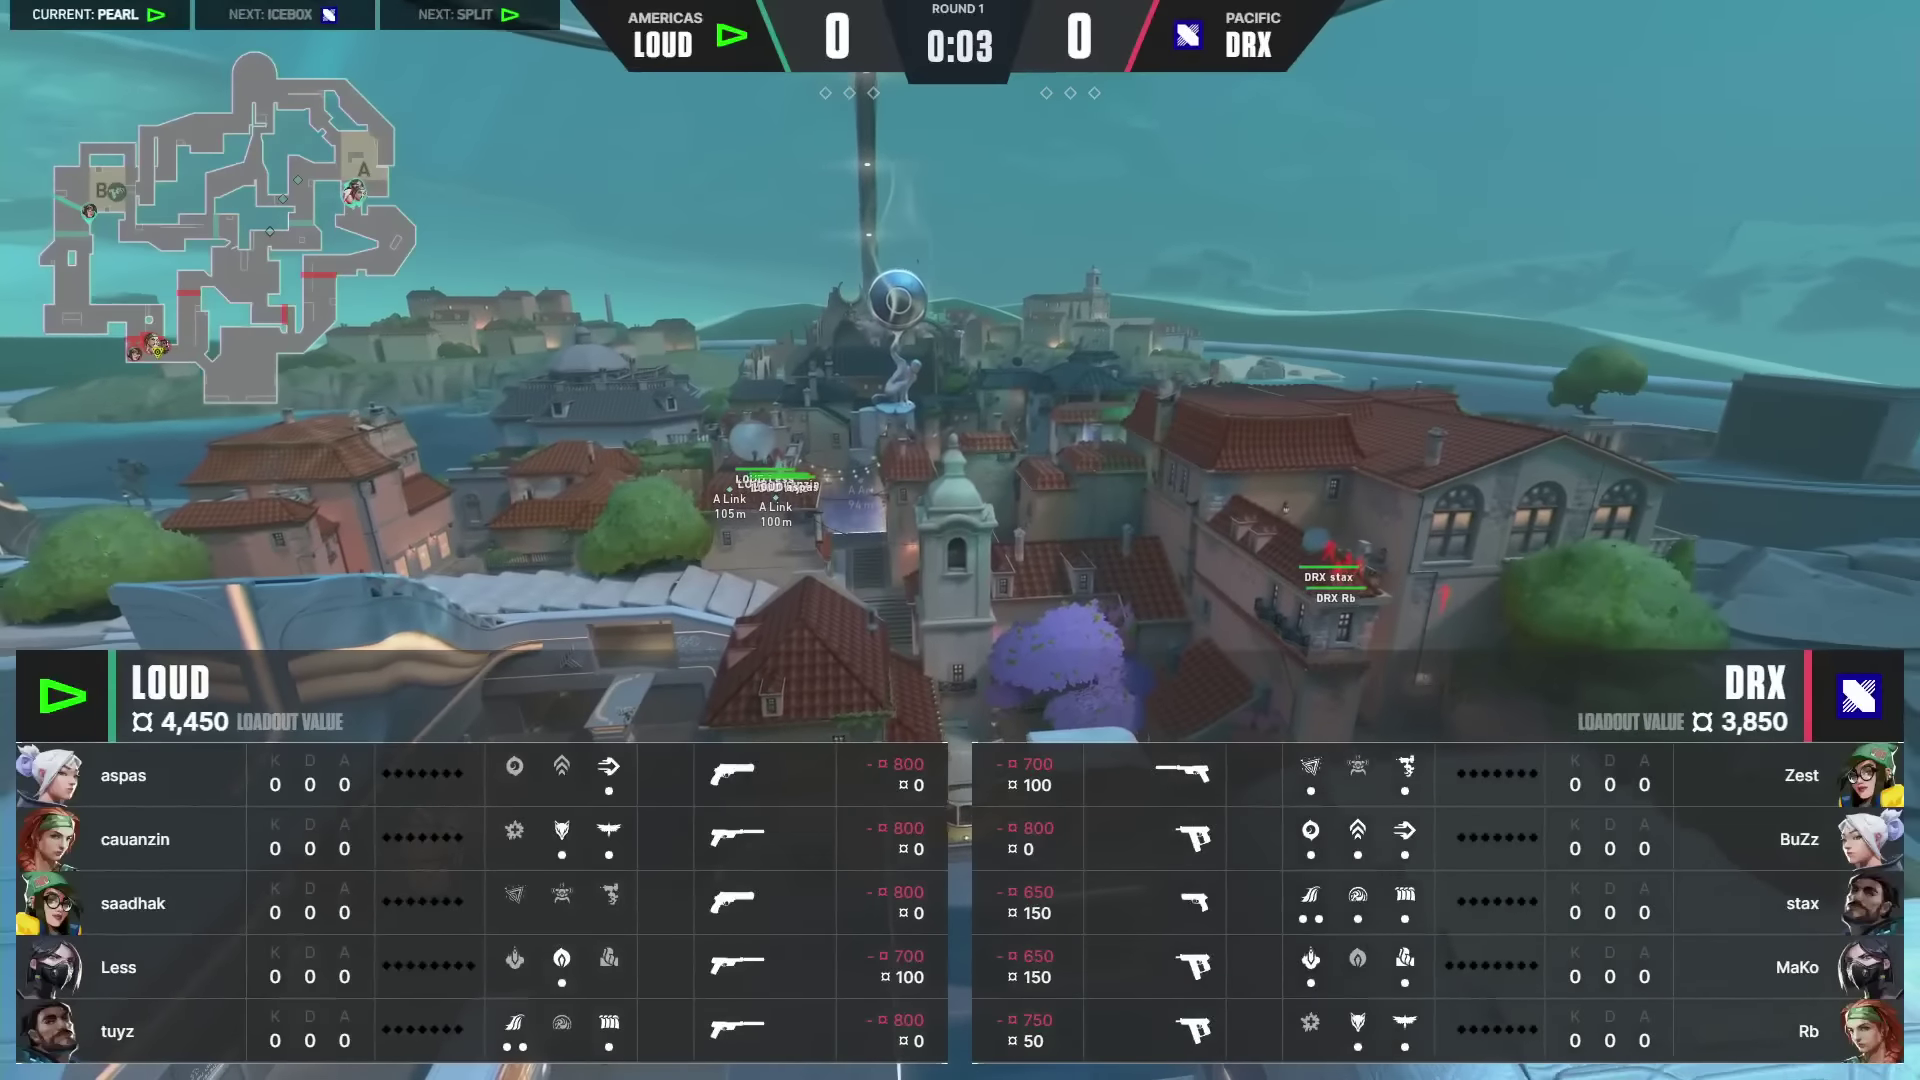 CURRENT: PEARL
NEXT: ICEBOX
NEXT: SPLIT
AMERICAS
LOUD
0
ROUND 1
0:03
0
PACIFIC
DRX
A
B
A Link
105m
A Link
100m
DRX stax
DRX Rb
LOUD
4,450 LOADOUT VALUE
DRX
LOADOUT VALUE 3,850
aspas
K D A
0 0 0
- 800
0
cauanzin
K D A
0 0 0
- 800
0
saadhak
K D A
0 0 0
- 800
0
Less
K D A
0 0 0
- 700
100
tuyz
K D A
0 0 0
- 800
0
- 700
100
K D A
0 0 0
Zest
- 800
0
K D A
0 0 0
BuZz
- 650
150
K D A
0 0 0
stax
- 650
150
K D A
0 0 0
MaKo
- 750
50
K D A
0 0 0
Rb